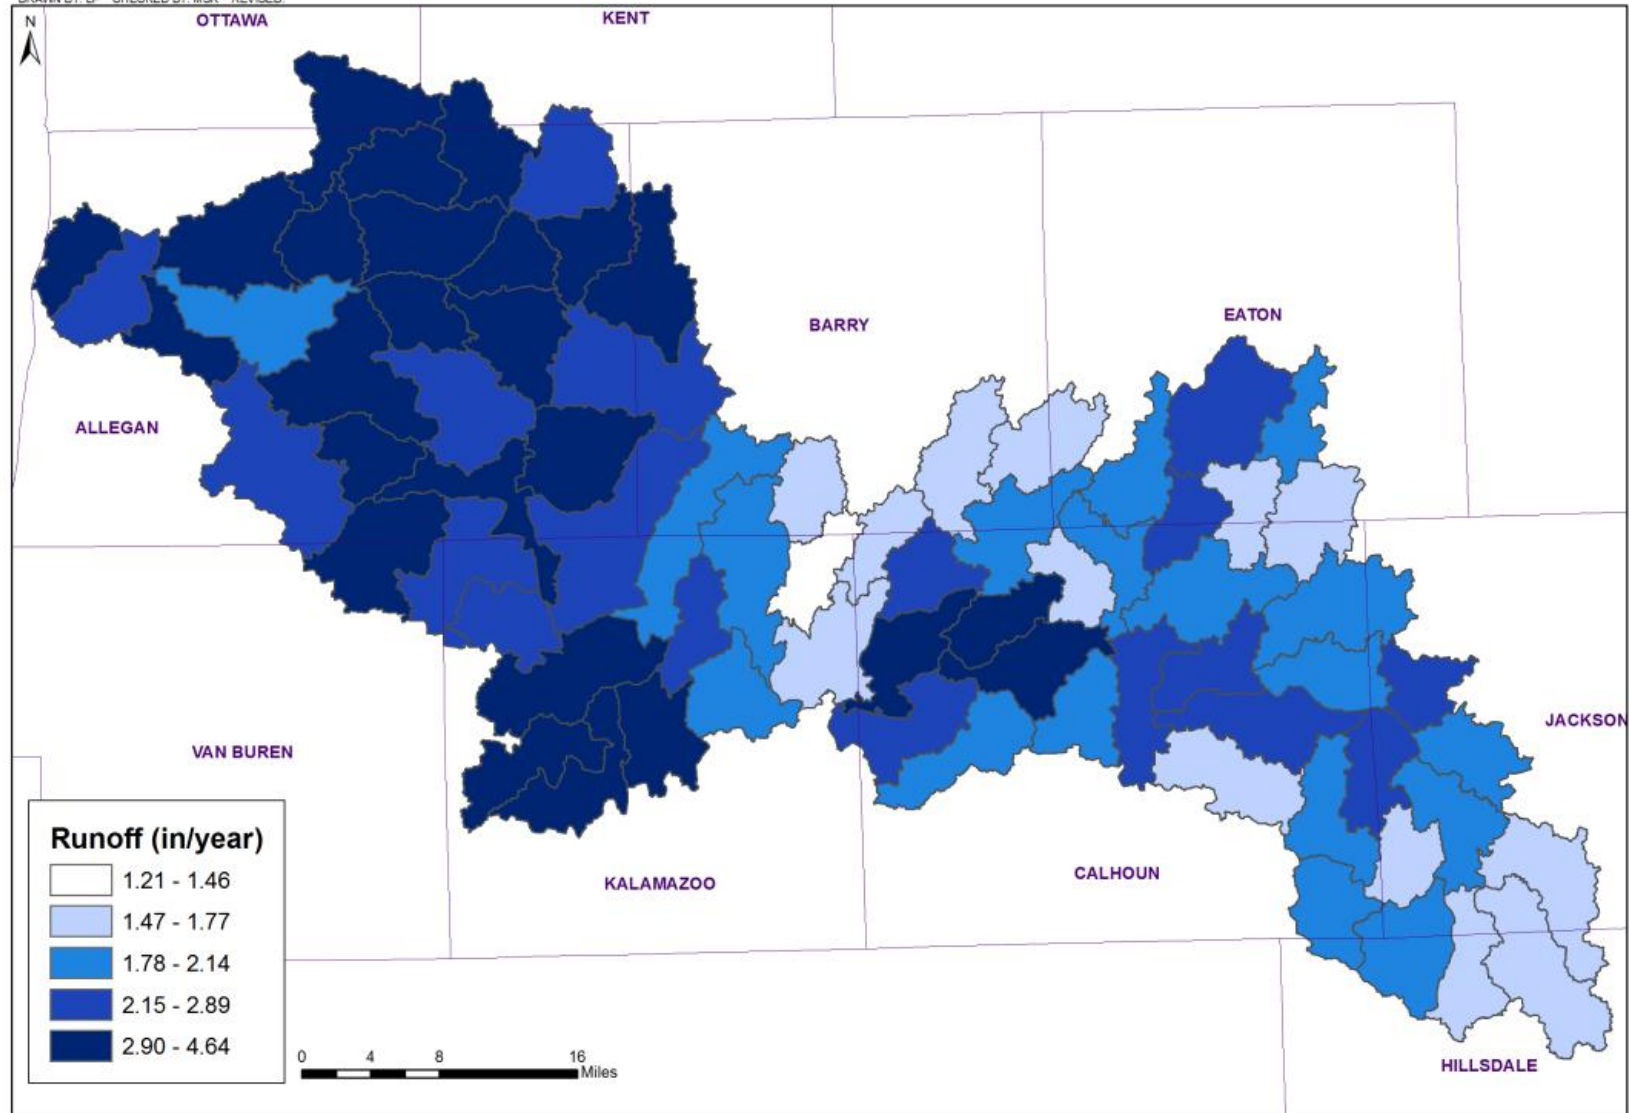 N
OTTAWA
KENT
BARRY
EATON
ALLEGAN
JACKSON
VAN BUREN
KALAMAZOO
CALHOUN
HILLSDALE
Runoff (in/year)
1.21 - 1.46
1.47 - 1.77
1.78 - 2.14
2.15 - 2.89
2.90 - 4.64
0 4 8 16
Miles